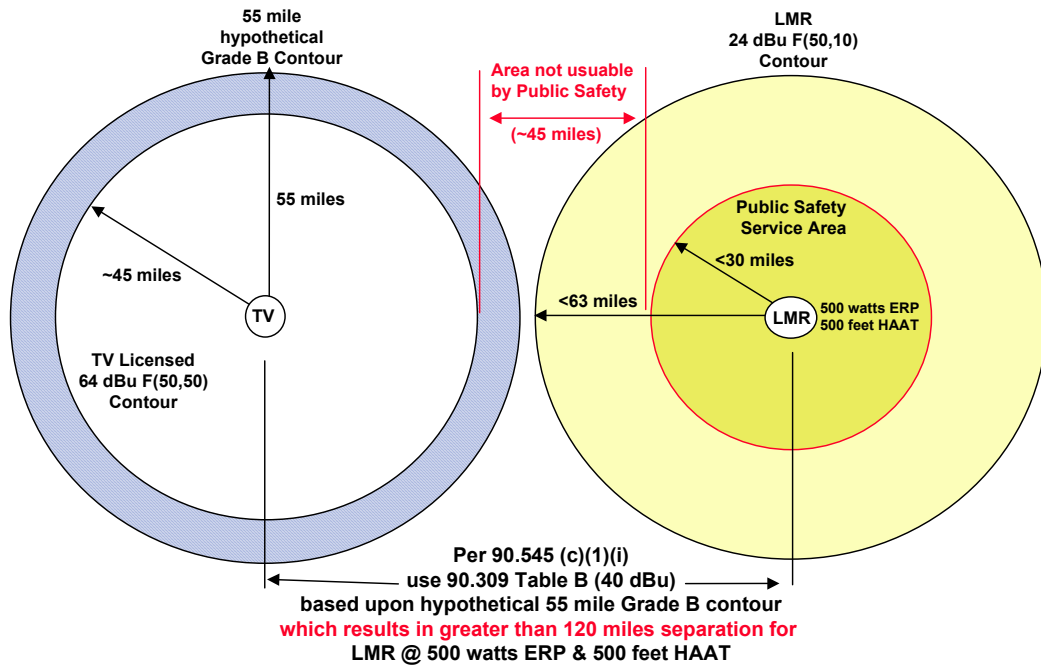 55 mile
hypothetical
Grade B Contour
LMR
24 dBu F(50,10)
Contour
Area not usuable
by Public Safety
(~45 miles)
55 miles
~45 miles
TV
TV Licensed
64 dBu F(50,50)
Contour
Public Safety
Service Area
<30 miles
<63 miles
LMR
500 watts ERP
500 feet HAAT
Per 90.545 (c)(1)(i)
use 90.309 Table B (40 dBu)
based upon hypothetical 55 mile Grade B contour
which results in greater than 120 miles separation for
LMR @ 500 watts ERP & 500 feet HAAT